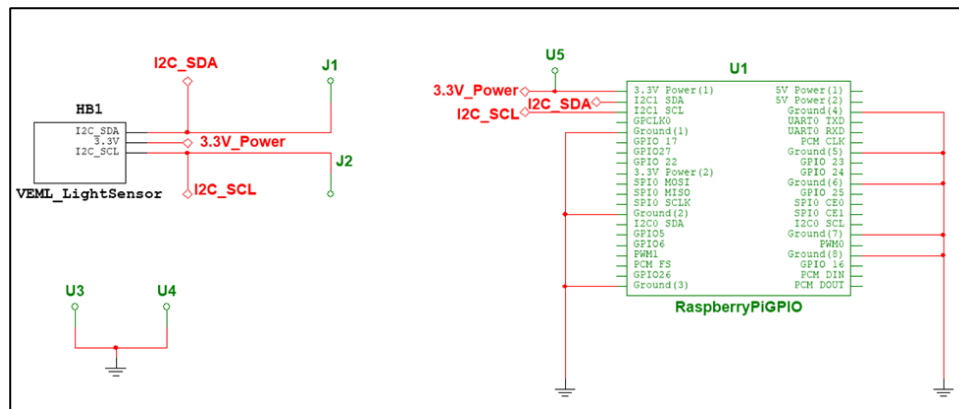 I2C_SDA
J1
HB1
I2C_SDA
3.3V
I2C_SCL
3.3V_Power
J2
I2C_SCL
VEML_LightSensor
U3
U4
U5
U1
3.3V_Power
I2C_SDA
I2C_SCL
3.3V Power(1)
I2C1 SDA
I2C1 SCL
GPCLK0
Ground(1)
GPIO 17
GPIO27
GPIO 22
3.3V Power(2)
SPI0 MOSI
SPI0 MISO
SPI0 SCLK
Ground(2)
I2C0 SDA
GPIO5
GPIO6
PWM1
PCM FS
GPIO26
Ground(3)
5V Power(1)
5V Power(2)
Ground(4)
UART0 TXD
UART0 RXD
PCM CLK
Ground(5)
GPIO 23
GPIO 24
Ground(6)
GPIO 25
SPI0 CE0
SPI0 CE1
I2C0 SCL
Ground(7)
PWM0
Ground(8)
GPIO 16
PCM DIN
PCM DOUT
RaspberryPiGPIO